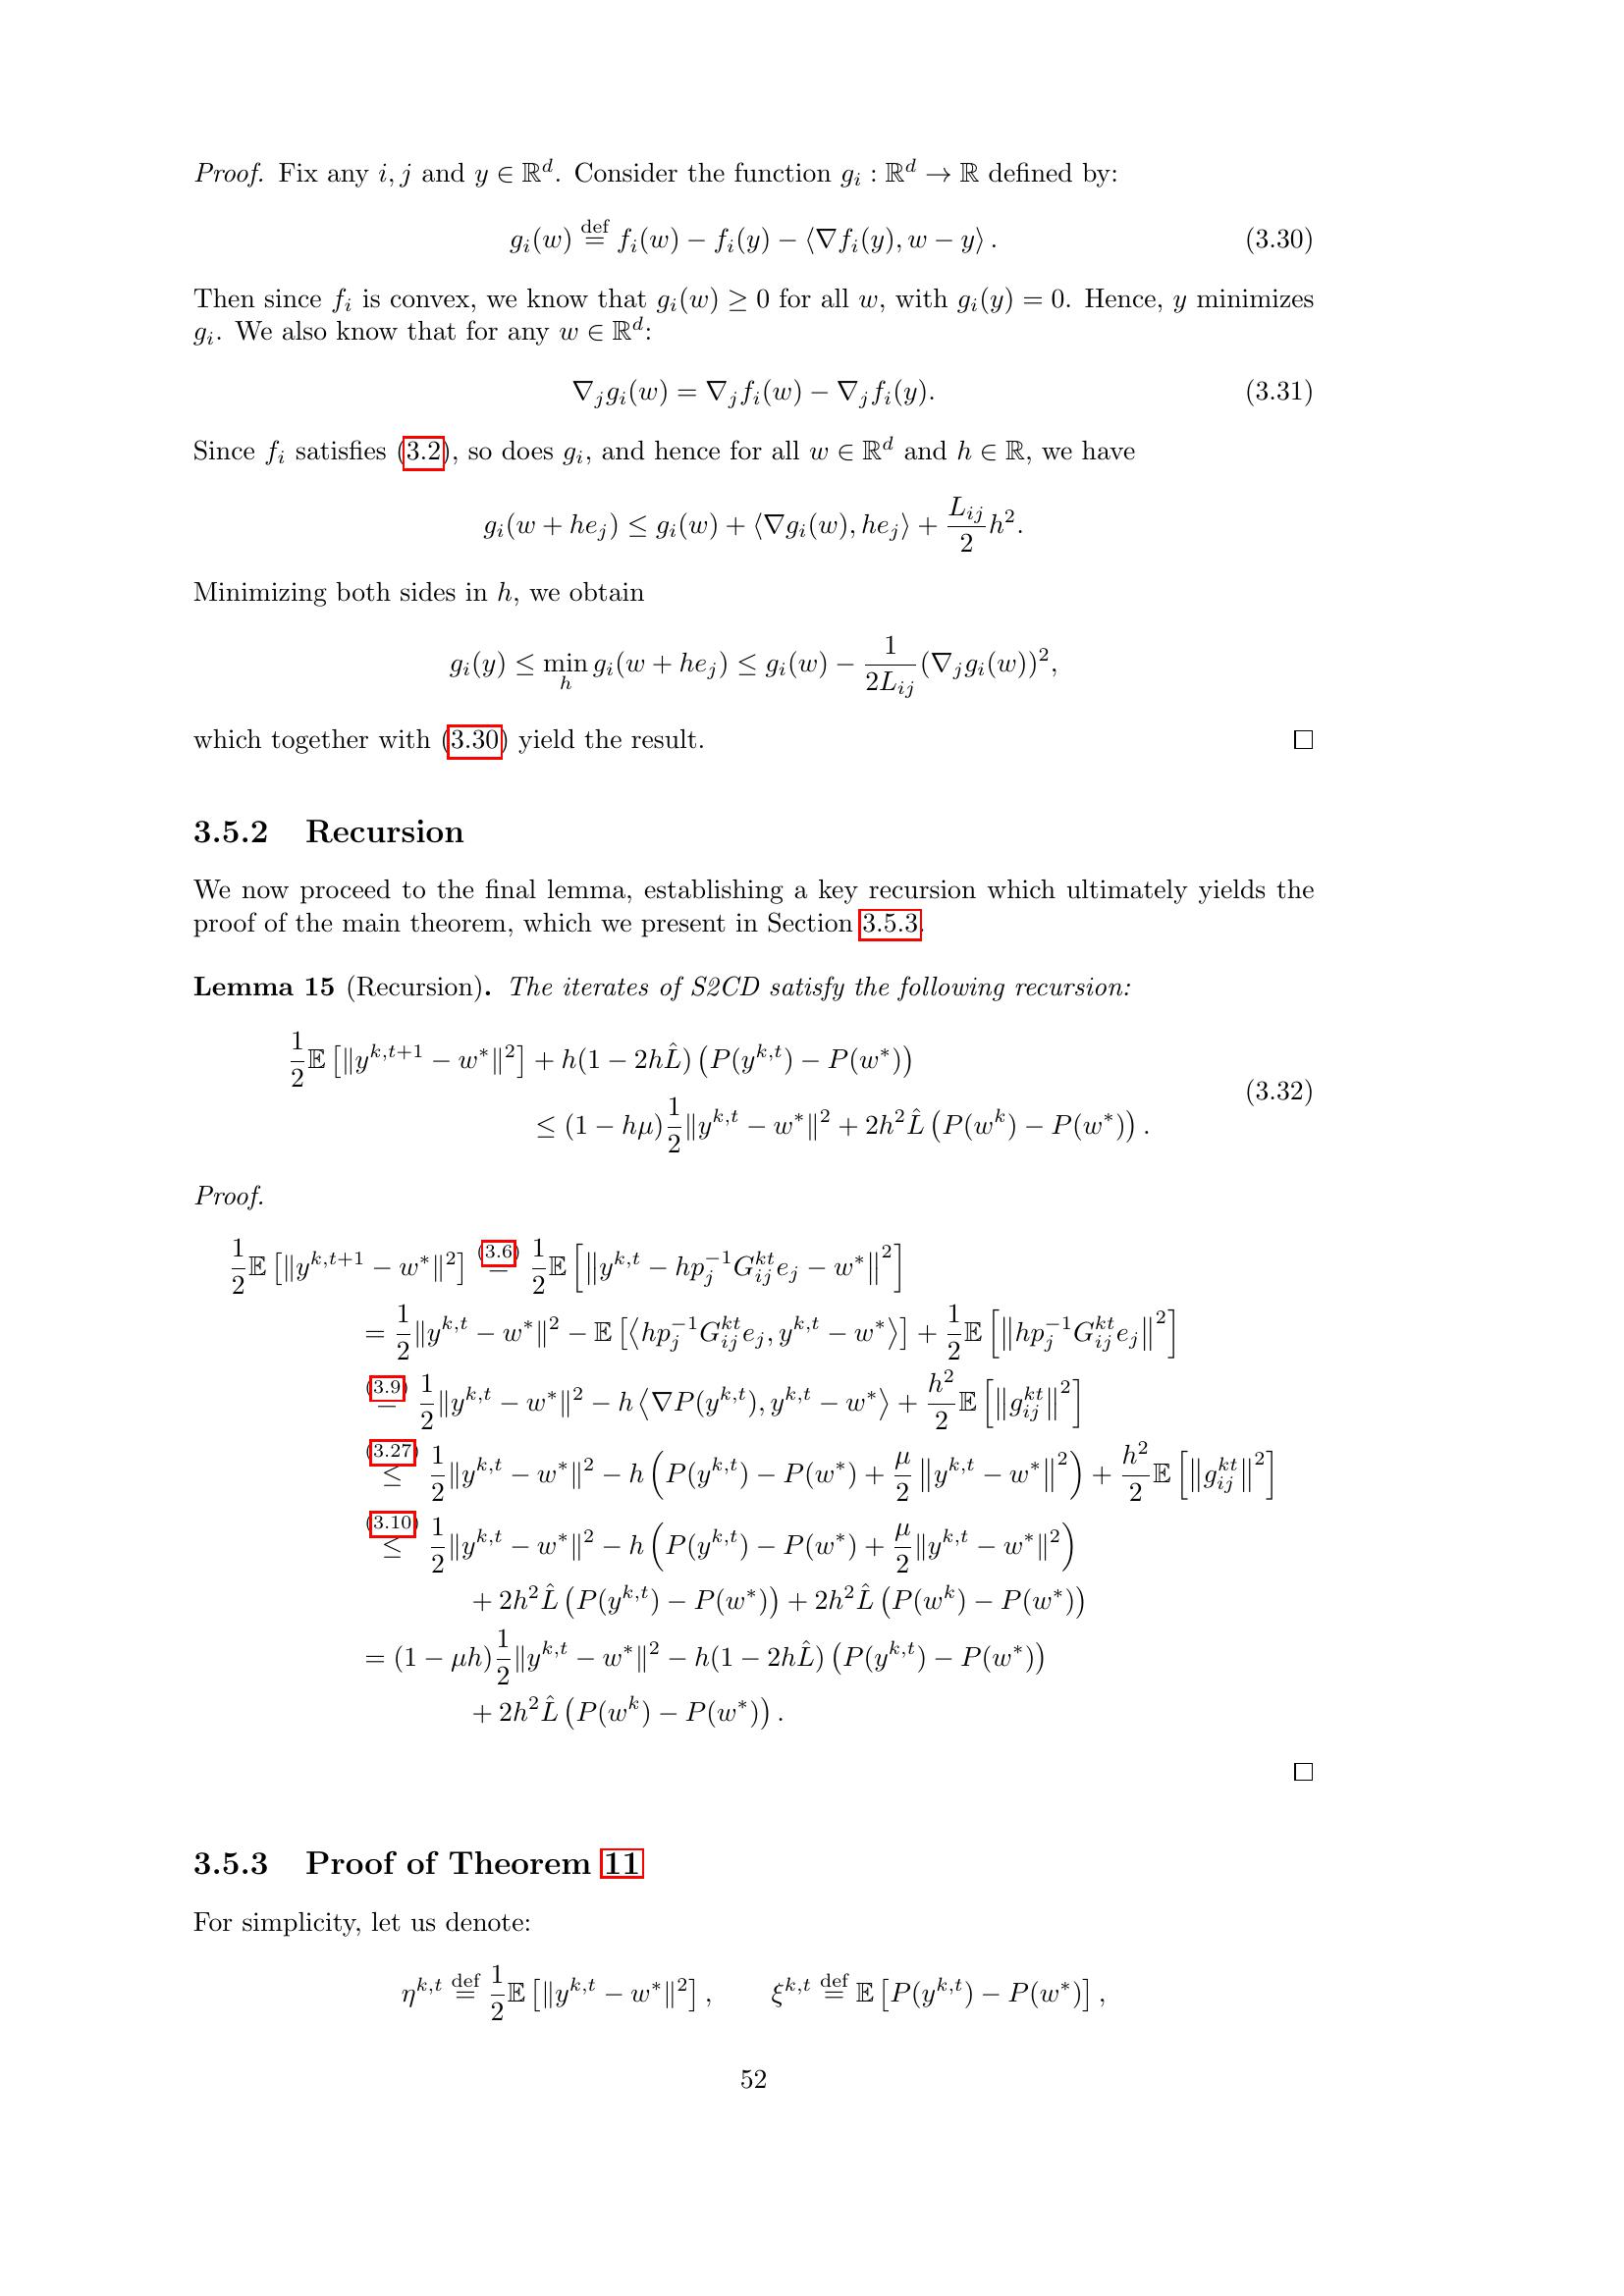 Proof. Fix any $i, j$ and $y \in \mathbb{R}^d$. Consider the function $g_i : \mathbb{R}^d \to \mathbb{R}$ defined by:
$g_i(w) \stackrel{\text{def}}{=} f_i(w) - f_i(y) - \langle \nabla f_i(y), w - y \rangle .$ (3.30)
Then since $f_i$ is convex, we know that $g_i(w) \geq 0$ for all $w$, with $g_i(y) = 0$. Hence, $y$ minimizes
$g_i$. We also know that for any $w \in \mathbb{R}^d$:
$\nabla_j g_i(w) = \nabla_j f_i(w) - \nabla_j f_i(y).$ (3.31)
Since $f_i$ satisfies (3.2), so does $g_i$, and hence for all $w \in \mathbb{R}^d$ and $h \in \mathbb{R}$, we have
$g_i(w + he_j) \leq g_i(w) + \langle \nabla g_i(w), he_j \rangle + \frac{L_{ij}}{2} h^2.$
Minimizing both sides in $h$, we obtain
$g_i(y) \leq \min_h g_i(w + he_j) \leq g_i(w) - \frac{1}{2L_{ij}} (\nabla_j g_i(w))^2,$
which together with (3.30) yield the result. □
3.5.2 Recursion
We now proceed to the final lemma, establishing a key recursion which ultimately yields the
proof of the main theorem, which we present in Section 3.5.3.
Lemma 15 (Recursion). The iterates of S2CD satisfy the following recursion:
$\frac{1}{2}\mathbb{E}\left[\|y^{k,t+1} - w^*\|^2\right] + h(1 - 2h\hat{L})\left(P(y^{k,t}) - P(w^*)\right)$
(3.32)
$\leq (1 - h\mu)\frac{1}{2}\|y^{k,t} - w^*\|^2 + 2h^2\hat{L}\left(P(w^k) - P(w^*)\right).$
Proof.
$\frac{1}{2}\mathbb{E}\left[\|y^{k,t+1} - w^*\|^2\right] \stackrel{(3.6)}{=} \frac{1}{2}\mathbb{E}\left[\left\|y^{k,t} - hp_j^{-1}G_{ij}^{kt}e_j - w^*\right\|^2\right]$
$= \frac{1}{2}\|y^{k,t} - w^*\|^2 - \mathbb{E}\left[\left\langle hp_j^{-1}G_{ij}^{kt}e_j, y^{k,t} - w^*\right\rangle\right] + \frac{1}{2}\mathbb{E}\left[\left\|hp_j^{-1}G_{ij}^{kt}e_j\right\|^2\right]$
$\stackrel{(3.9)}{=} \frac{1}{2}\|y^{k,t} - w^*\|^2 - h\left\langle \nabla P(y^{k,t}), y^{k,t} - w^*\right\rangle + \frac{h^2}{2}\mathbb{E}\left[\left\|g_{ij}^{kt}\right\|^2\right]$
$\stackrel{(3.27)}{\leq} \frac{1}{2}\|y^{k,t} - w^*\|^2 - h\left(P(y^{k,t}) - P(w^*) + \frac{\mu}{2}\left\|y^{k,t} - w^*\right\|^2\right) + \frac{h^2}{2}\mathbb{E}\left[\left\|g_{ij}^{kt}\right\|^2\right]$
$\stackrel{(3.10)}{\leq} \frac{1}{2}\|y^{k,t} - w^*\|^2 - h\left(P(y^{k,t}) - P(w^*) + \frac{\mu}{2}\|y^{k,t} - w^*\|^2\right)$
$+ 2h^2\hat{L}\left(P(y^{k,t}) - P(w^*)\right) + 2h^2\hat{L}\left(P(w^k) - P(w^*)\right)$
$= (1 - \mu h)\frac{1}{2}\|y^{k,t} - w^*\|^2 - h(1 - 2h\hat{L})\left(P(y^{k,t}) - P(w^*)\right)$
$+ 2h^2\hat{L}\left(P(w^k) - P(w^*)\right).$
□
3.5.3 Proof of Theorem 11
For simplicity, let us denote:
$\eta^{k,t} \stackrel{\text{def}}{=} \frac{1}{2}\mathbb{E}\left[\|y^{k,t} - w^*\|^2\right], \qquad \xi^{k,t} \stackrel{\text{def}}{=} \mathbb{E}\left[P(y^{k,t}) - P(w^*)\right],$
52